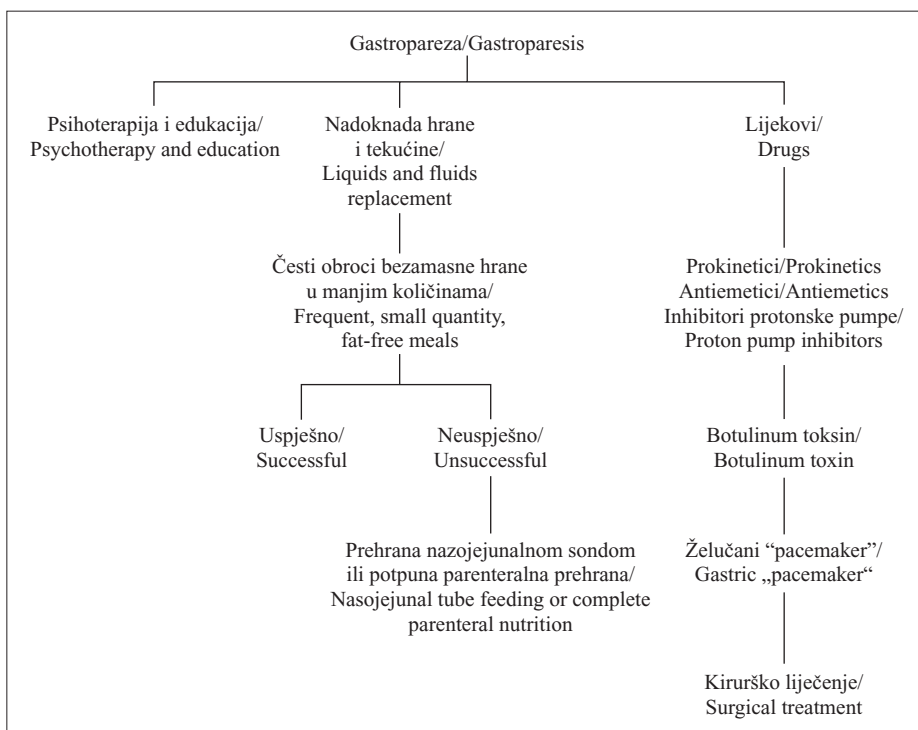 Gastropareza/Gastroparesis
Psihoterapija i edukacija/
Psychotherapy and education
Nadoknada hrane
i tekućine/
Liquids and fluids
replacement
Lijekovi/
Drugs
Česti obroci bezamasne hrane
u manjim količinama/
Frequent, small quantity,
fat-free meals
Prokinetici/Prokinetics
Antiemetici/Antiemetics
Inhibitori protonske pumpe/
Proton pump inhibitors
Uspješno/
Successful
Neuspješno/
Unsuccessful
Botulinum toksin/
Botulinum toxin
Prehrana nazojejunalnom sondom
ili potpuna parenteralna prehrana/
Nasojejunal tube feeding or complete
parenteral nutrition
Želučani “pacemaker”/
Gastric „pacemaker“
Kirurško liječenje/
Surgical treatment